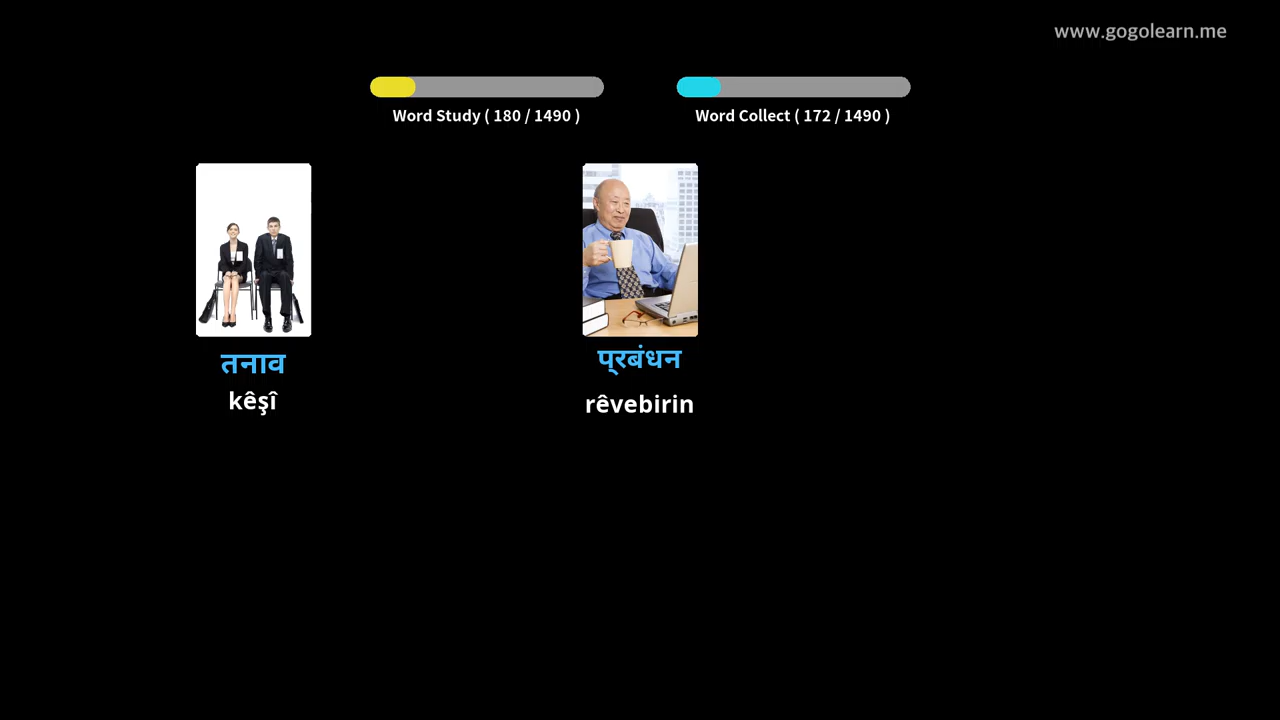 www.gogolearn.me
Word Study ( 180 / 1490 )
Word Collect ( 172 / 1490 )
तनाव
kêşî
प्रबंधन
rêvebirin